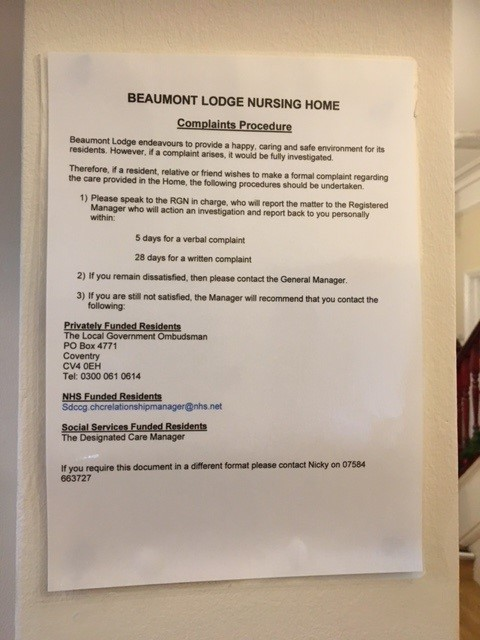 BEAUMONT LODGE NURSING HOME
Complaints Procedure
Beaumont Lodge endeavours to provide a happy, caring and safe environment for its
residents. However, if a complaint arises, it would be fully investigated.
Therefore, if a resident, relative or friend wishes to make a formal complaint regarding
the care provided in the Home, the following procedures should be undertaken.
1) Please speak to the RGN in charge, who will report the matter to the Registered
Manager who will action an investigation and report back to you personally
within:
5 days for a verbal complaint
28 days for a written complaint
2) If you remain dissatisfied, then please contact the General Manager.
3) If you are still not satisfied, the Manager will recommend that you contact the
following:
Privately Funded Residents
The Local Government Ombudsman
PO Box 4771
Coventry
CV4 0EH
Tel: 0300 061 0614
NHS Funded Residents
Sdccg.chcrelationshipmanager@nhs.net
Social Services Funded Residents
The Designated Care Manager
If you require this document in a different format please contact Nicky on 07584
663727